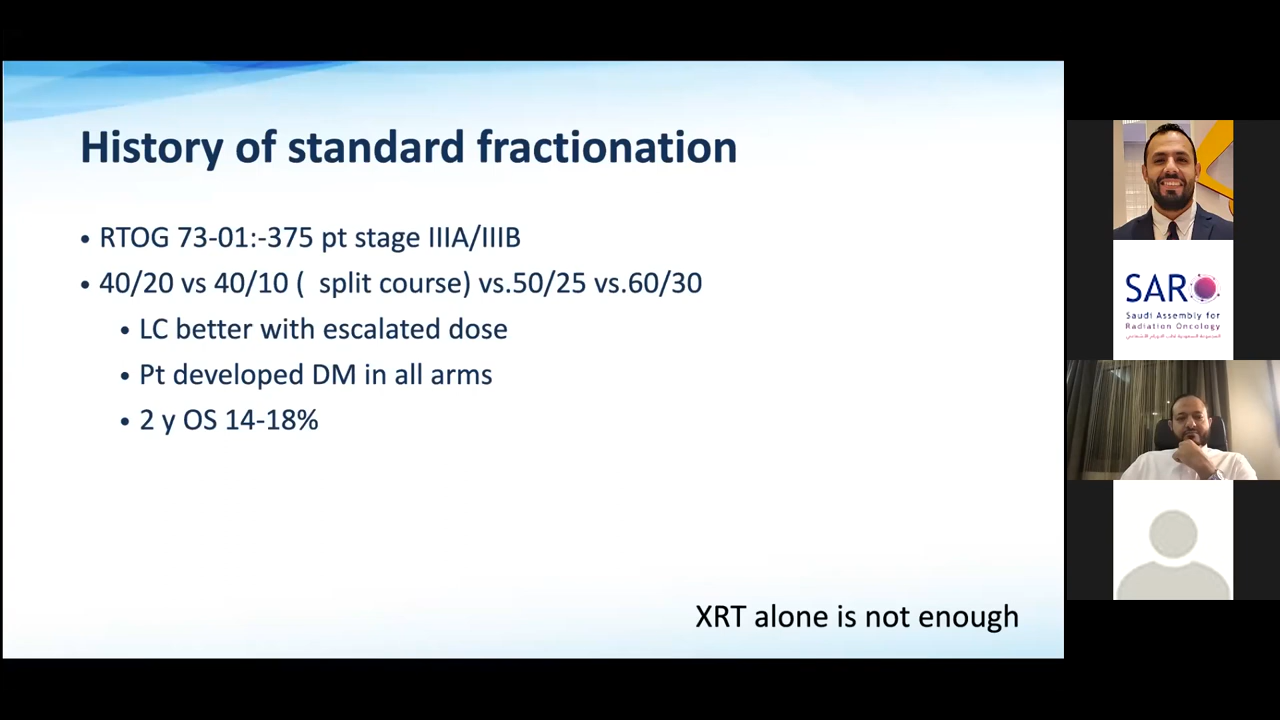 History of standard fractionation
• RTOG 73-01:-375 pt stage IIIA/IIIB
• 40/20 vs 40/10 (  split course) vs.50/25 vs.60/30
• LC better with escalated dose
• Pt developed DM in all arms
• 2 y OS 14-18%
XRT alone is not enough
SARO
Saudi Assembly for
Radiation Oncology